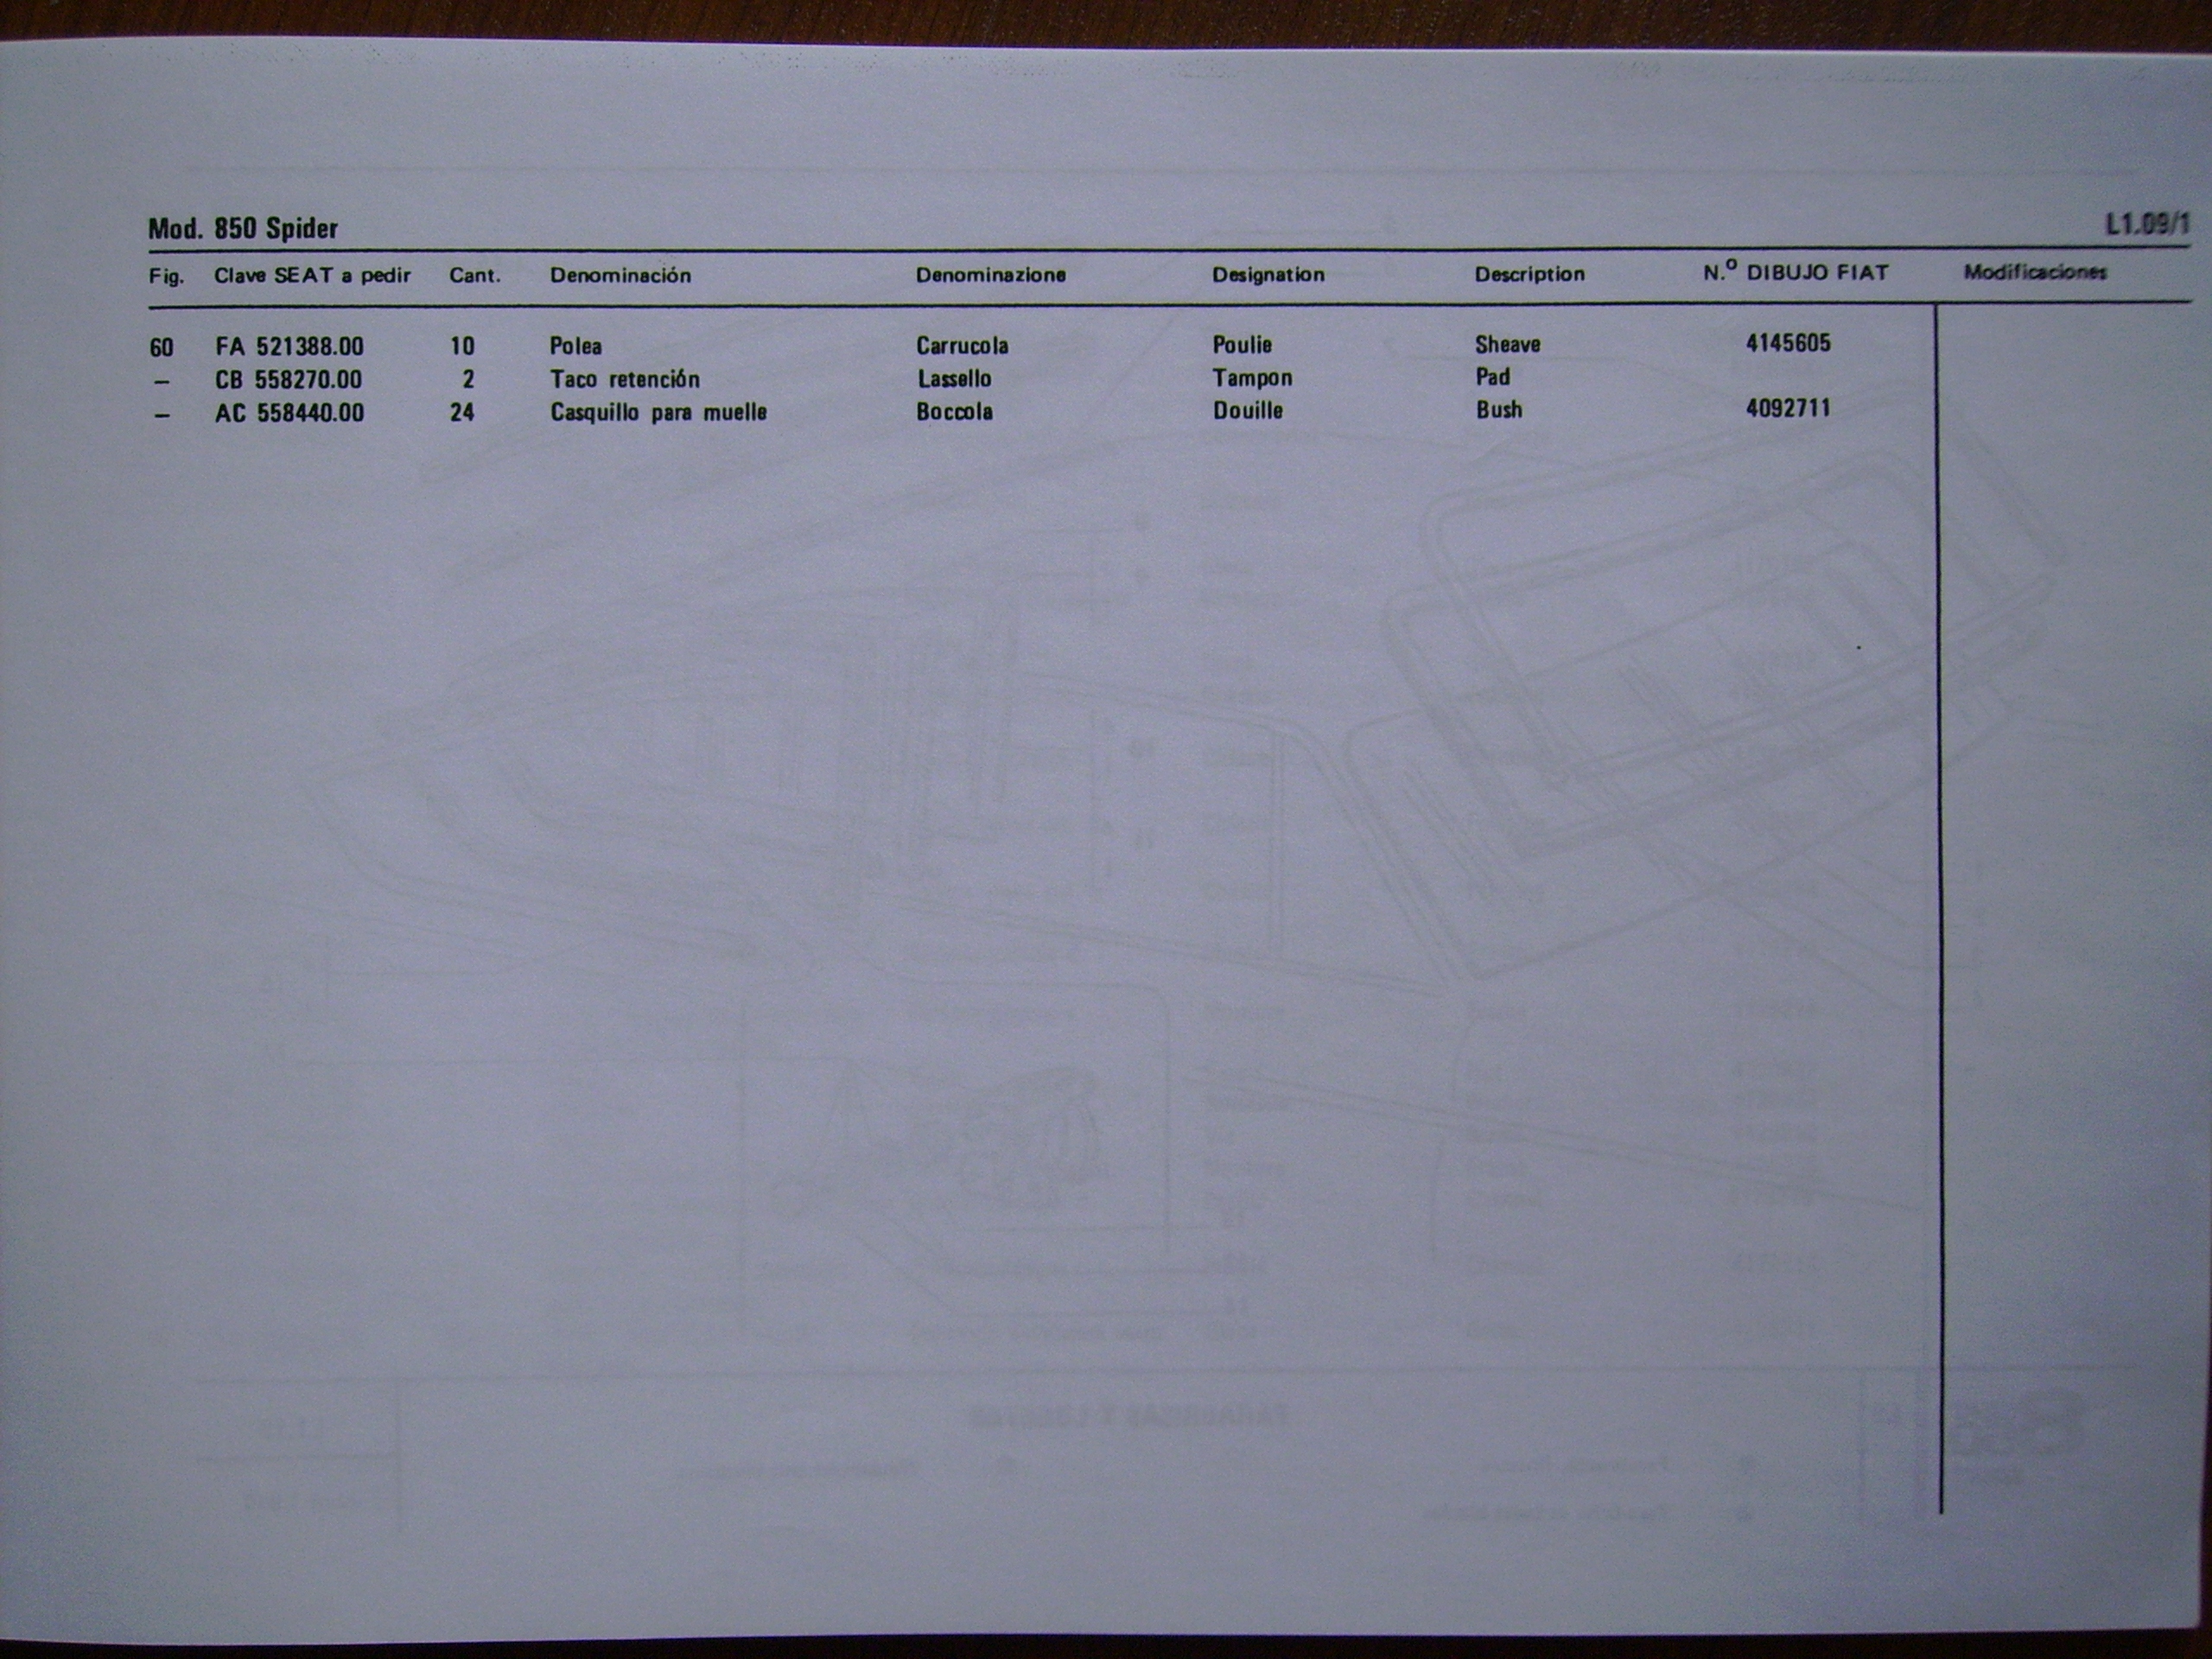 Mod. 850 Spider L1.09/1
Fig. Clave SEAT a pedir Cant. Denominación Denominazione Designation Description N.º DIBUJO FIAT Modificaciones
60 FA 521388.00 10 Polea Carrucola Poulie Sheave 4145605
– CB 558270.00 2 Taco retención Lassello Tampon Pad
– AC 558440.00 24 Casquillo para muelle Boccola Douille Bush 4092711